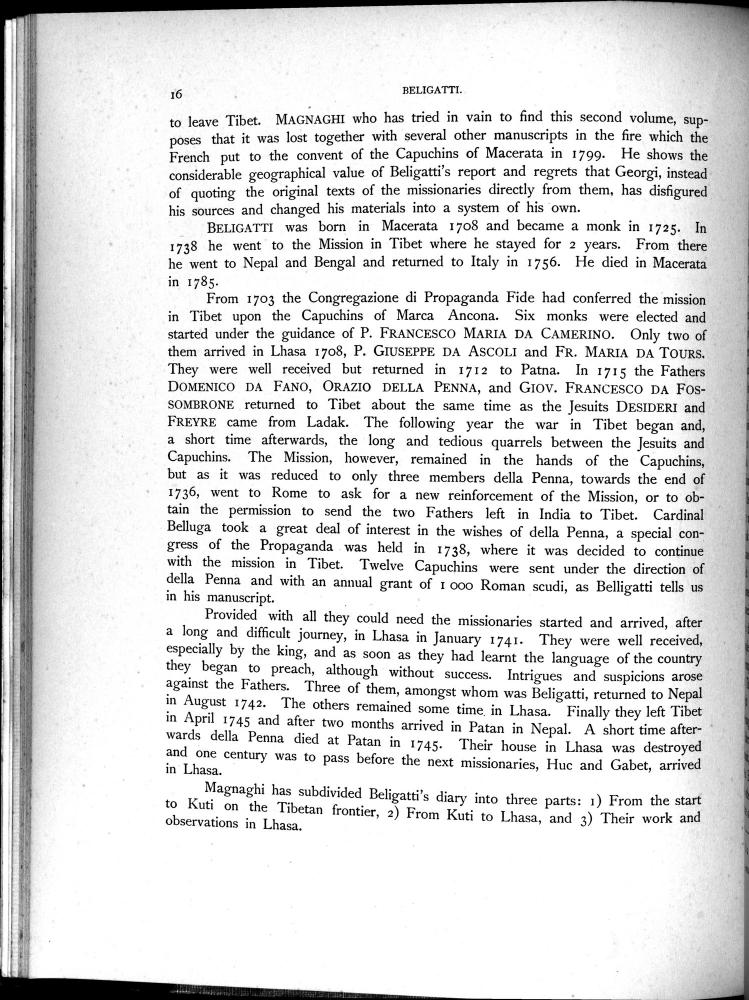 16
BELIGATTI.
to leave Tibet. MAGNAGHI who has tried in vain to find this second volume, sup-
poses that it was lost together with several other manuscripts in the fire which the
French put to the convent of the Capuchins of Macerata in 1799. He shows the
considerable geographical value of Beligatti's report and regrets that Georgi, instead
of quoting the original texts of the missionaries directly from them, has disfigured
his sources and changed his materials into a system of his own.
BELIGATTI was born in Macerata 1708 and became a monk in 1725. In
1738 he went to the Mission in Tibet where he stayed for 2 years. From there
he went to Nepal and Bengal and returned to Italy in 1756. He died in Macerata
in 1785.
From 1703 the Congregazione di Propaganda Fide had conferred the mission
in Tibet upon the Capuchins of Marca Ancona. Six monks were elected and
started under the guidance of P. FRANCESCO MARIA DA CAMERINO. Only two of
them arrived in Lhasa 1708, P. GIUSEPPE DA ASCOLI and FR. MARIA DA TOURS.
They were well received but returned in 1712 to Patna. In 1715 the Fathers
DOMENICO DA FANO, ORAZIO DELLA PENNA, and GIOV. FRANCESCO DA FOS-
SOMBRONE returned to Tibet about the same time as the Jesuits DESIDERI and
FREYRE came from Ladak. The following year the war in Tibet began and,
a short time afterwards, the long and tedious quarrels between the Jesuits and
Capuchins. The Mission, however, remained in the hands of the Capuchins,
but as it was reduced to only three members della Penna, towards the end of
1736, went to Rome to ask for a new reinforcement of the Mission, or to ob-
tain the permission to send the two Fathers left in India to Tibet. Cardinal
Belluga took a great deal of interest in the wishes of della Penna, a special con-
gress of the Propaganda was held in 1738, where it was decided to continue
with the mission in Tibet. Twelve Capuchins were sent under the direction of
della Penna and with an annual grant of 1 000 Roman scudi, as Belligatti tells us
in his manuscript.
Provided with all they could need the missionaries started and arrived, after
a long and difficult journey, in Lhasa in January 1741. They were well received,
especially by the king, and as soon as they had learnt the language of the country
they began to preach, although without success. Intrigues and suspicions arose
against the Fathers. Three of them, amongst whom was Beligatti, returned to Nepal
in August 1742. The others remained some time in Lhasa. Finally they left Tibet
in April 1745 and after two months arrived in Patan in Nepal. A short time after-
wards della Penna died at Patan in 1745. Their house in Lhasa was destroyed
and one century was to pass before the next missionaries, Huc and Gabet, arrived
in Lhasa.
Magnaghi has subdivided Beligatti's diary into three parts: 1) From the start
to Kuti on the Tibetan frontier, 2) From Kuti to Lhasa, and 3) Their work and
observations in Lhasa.